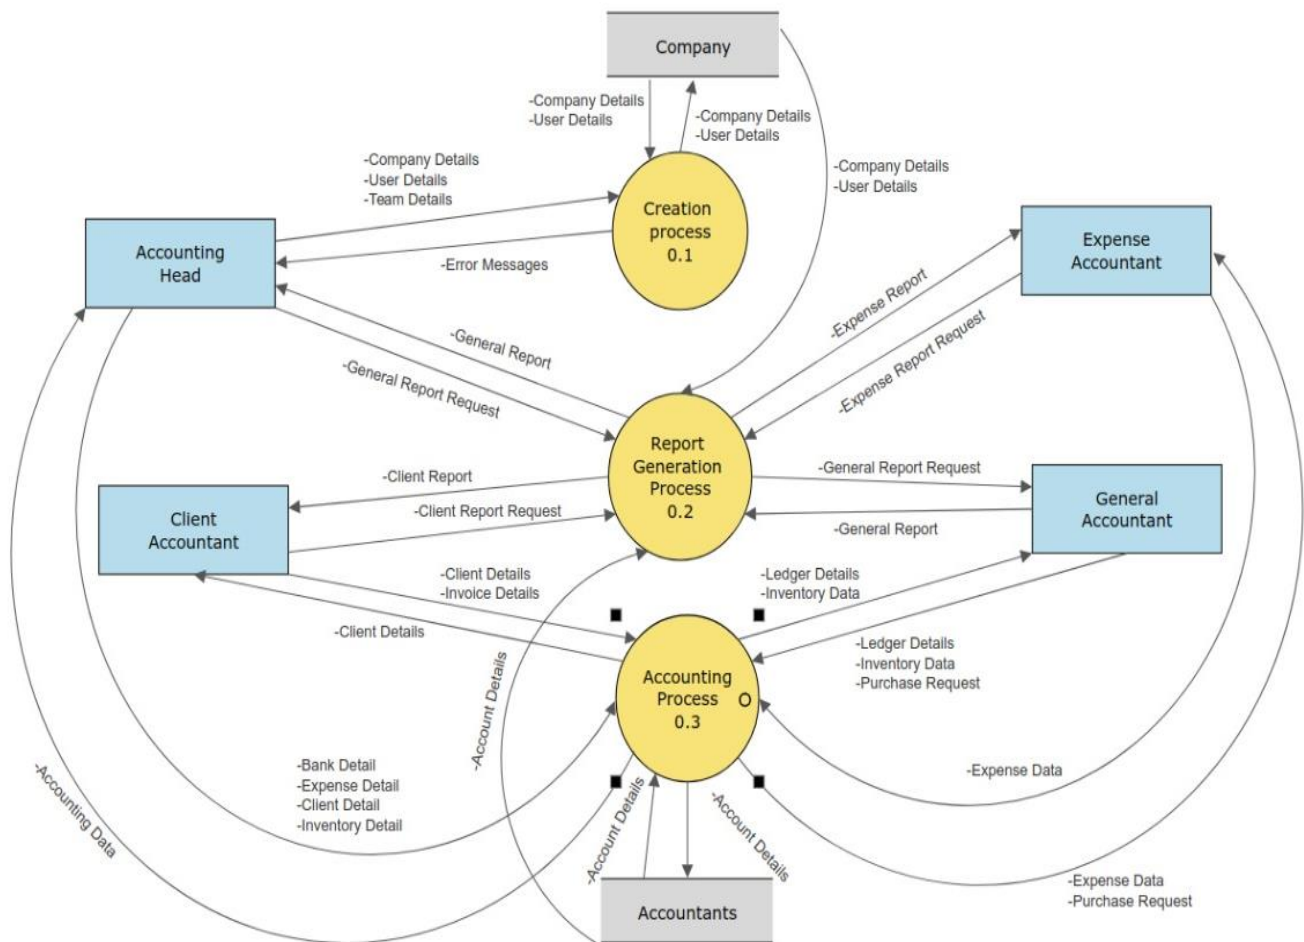 Company
-Company Details
-User Details
-Company Details
-User Details
-Company Details
-User Details
-Team Details
-Company Details
-User Details
Creation
process
0.1
Accounting
Head
Expense
Accountant
-Error Messages
-General Report
-General Report Request
-Expense Report
-Expense Report Request
Report
Generation
Process
0.2
-Client Report
-Client Report Request
-General Report Request
-General Report
Client
Accountant
General
Accountant
-Client Details
-Invoice Details
-Client Details
-Ledger Details
-Inventory Data
-Ledger Details
-Inventory Data
-Purchase Request
Accounting
Process
0.3
O
-Account Details
-Accounting Data
-Bank Detail
-Expense Detail
-Client Detail
-Inventory Detail
-Expense Data
-Account Details
-Account Details
-Expense Data
-Purchase Request
Accountants